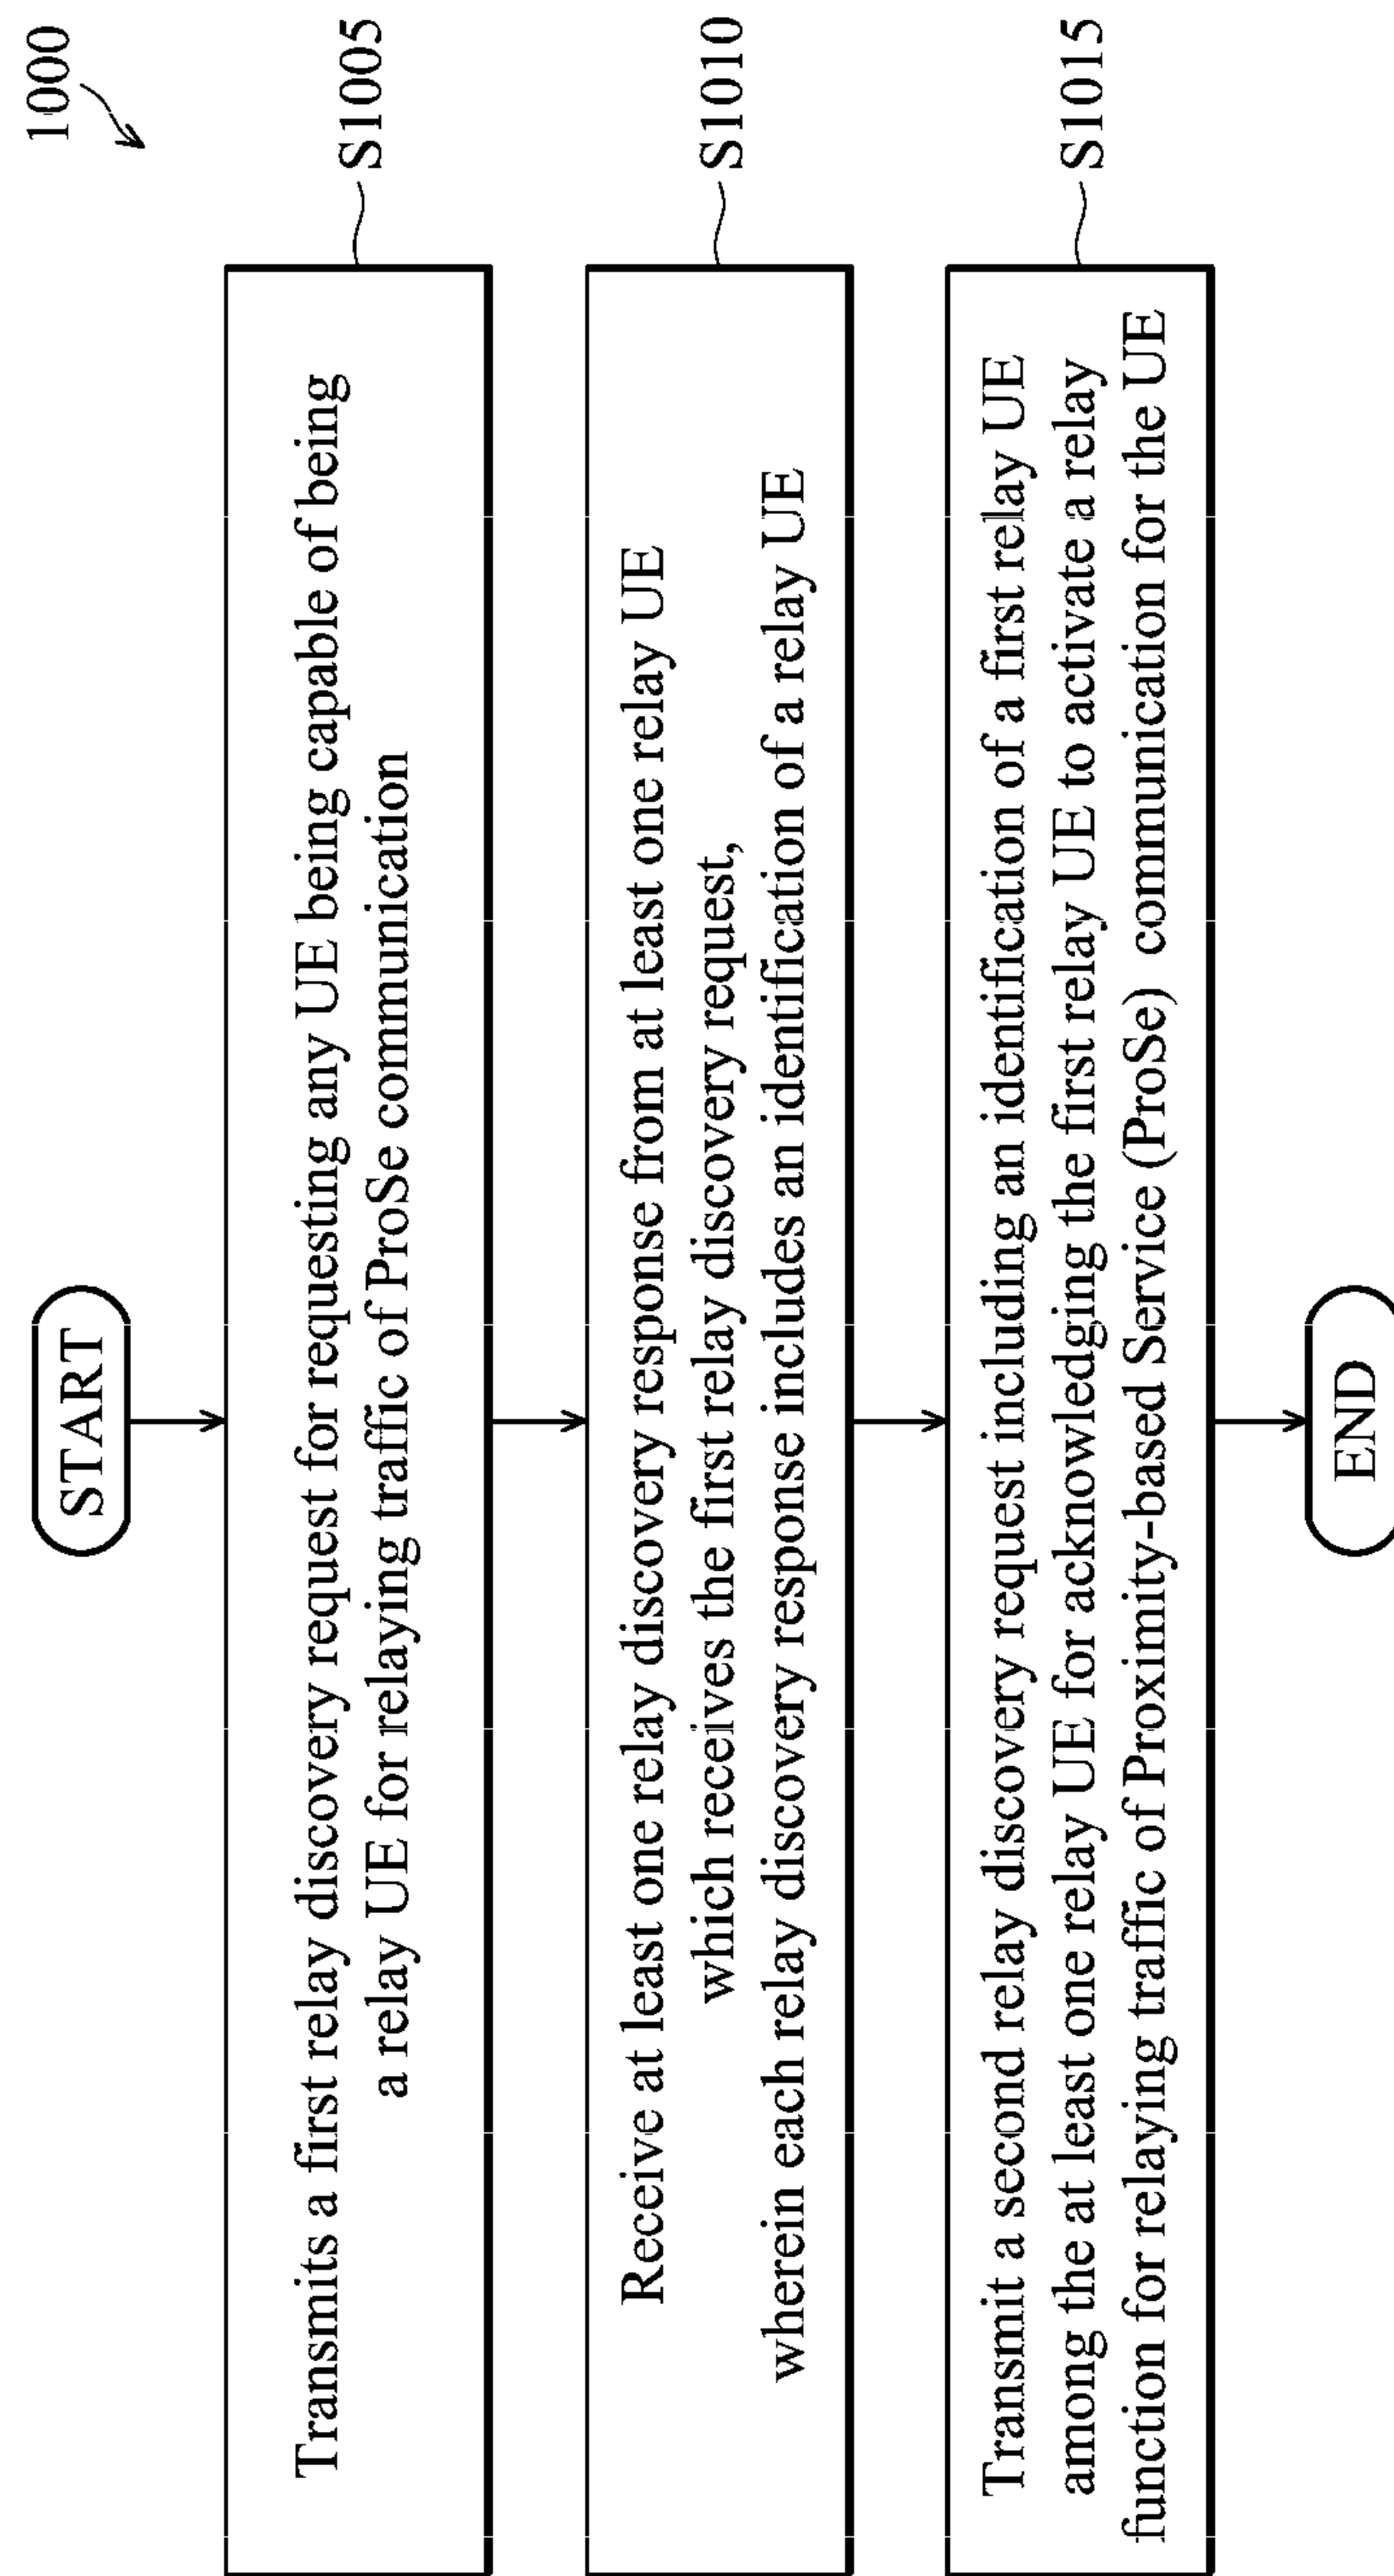 1000
START
Transmits a first relay discovery request for requesting any UE being capable of being
a relay UE for relaying traffic of ProSe communication
S1005
Receive at least one relay discovery response from at least one relay UE
which receives the first relay discovery request,
wherein each relay discovery response includes an identification of a relay UE
S1010
Transmit a second relay discovery request including an identification of a first relay UE
among the at least one relay UE for acknowledging the first relay UE to activate a relay
function for relaying traffic of Proximity-based Service (ProSe) communication for the UE
S1015
END